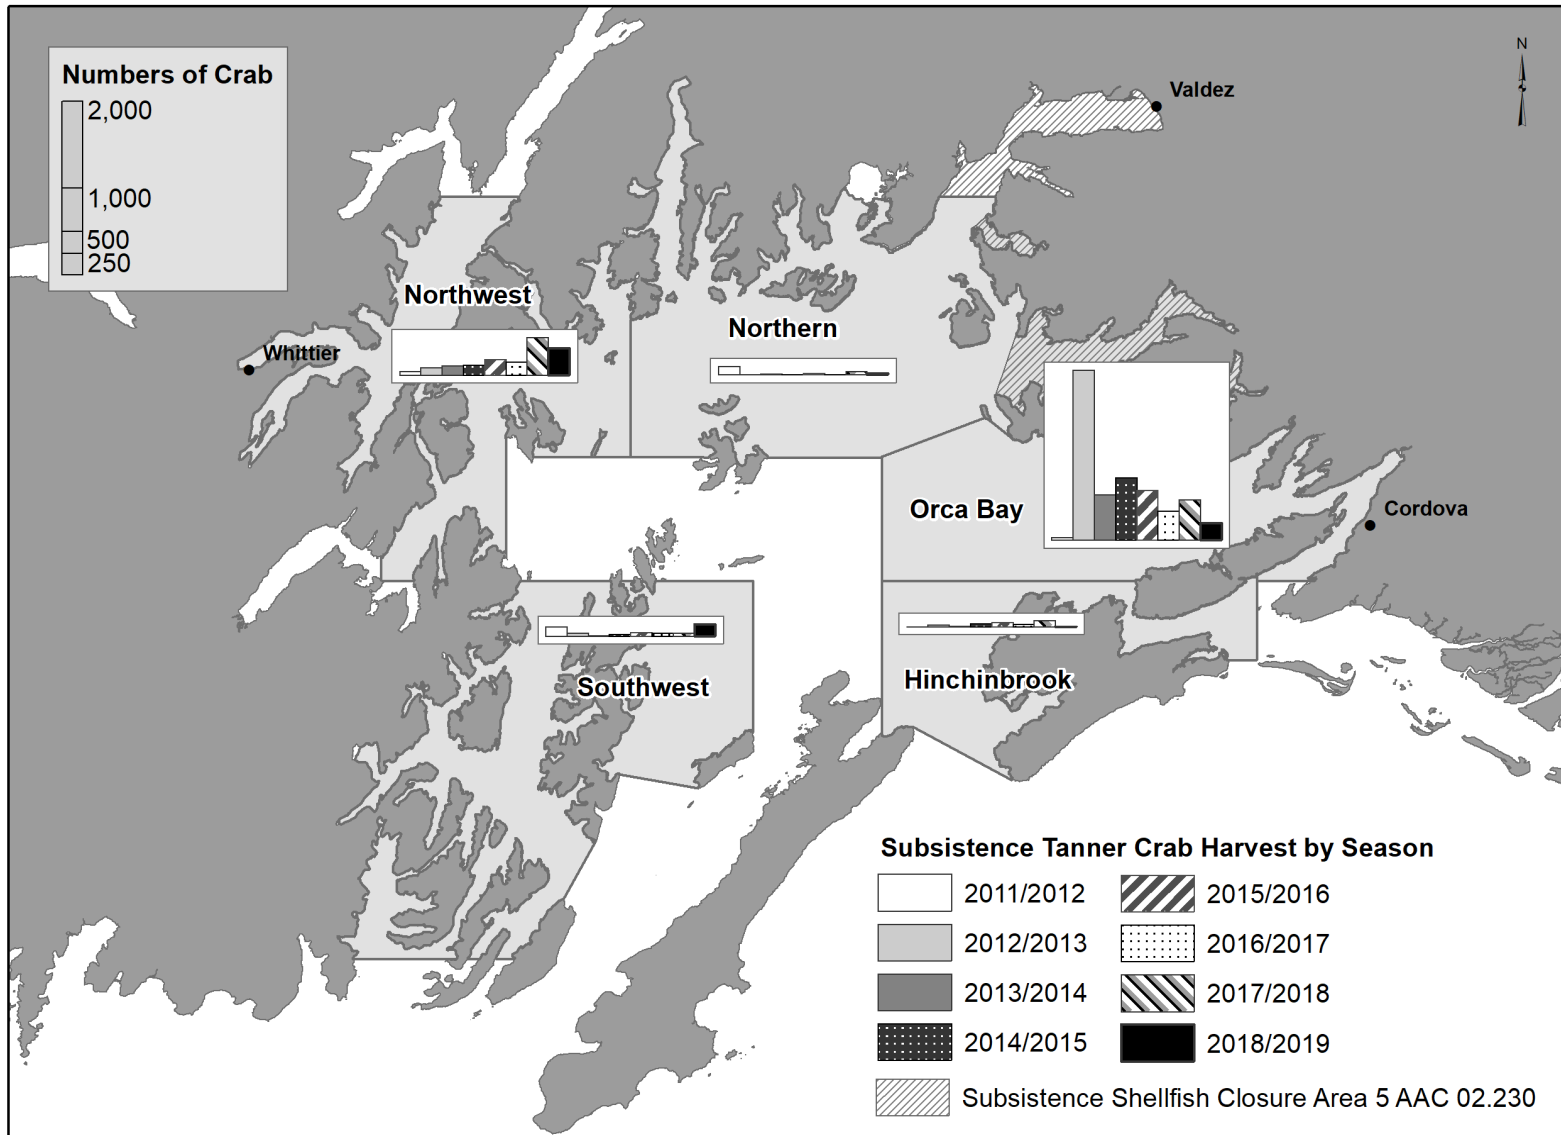 Numbers of Crab
2,000
1,000
500
250
N
Valdez
Northwest
Northern
Whittier
Orca Bay
Cordova
Southwest
Hinchinbrook
Subsistence Tanner Crab Harvest by Season
2011/2012
2015/2016
2012/2013
2016/2017
2013/2014
2017/2018
2014/2015
2018/2019
Subsistence Shellfish Closure Area 5 AAC 02.230